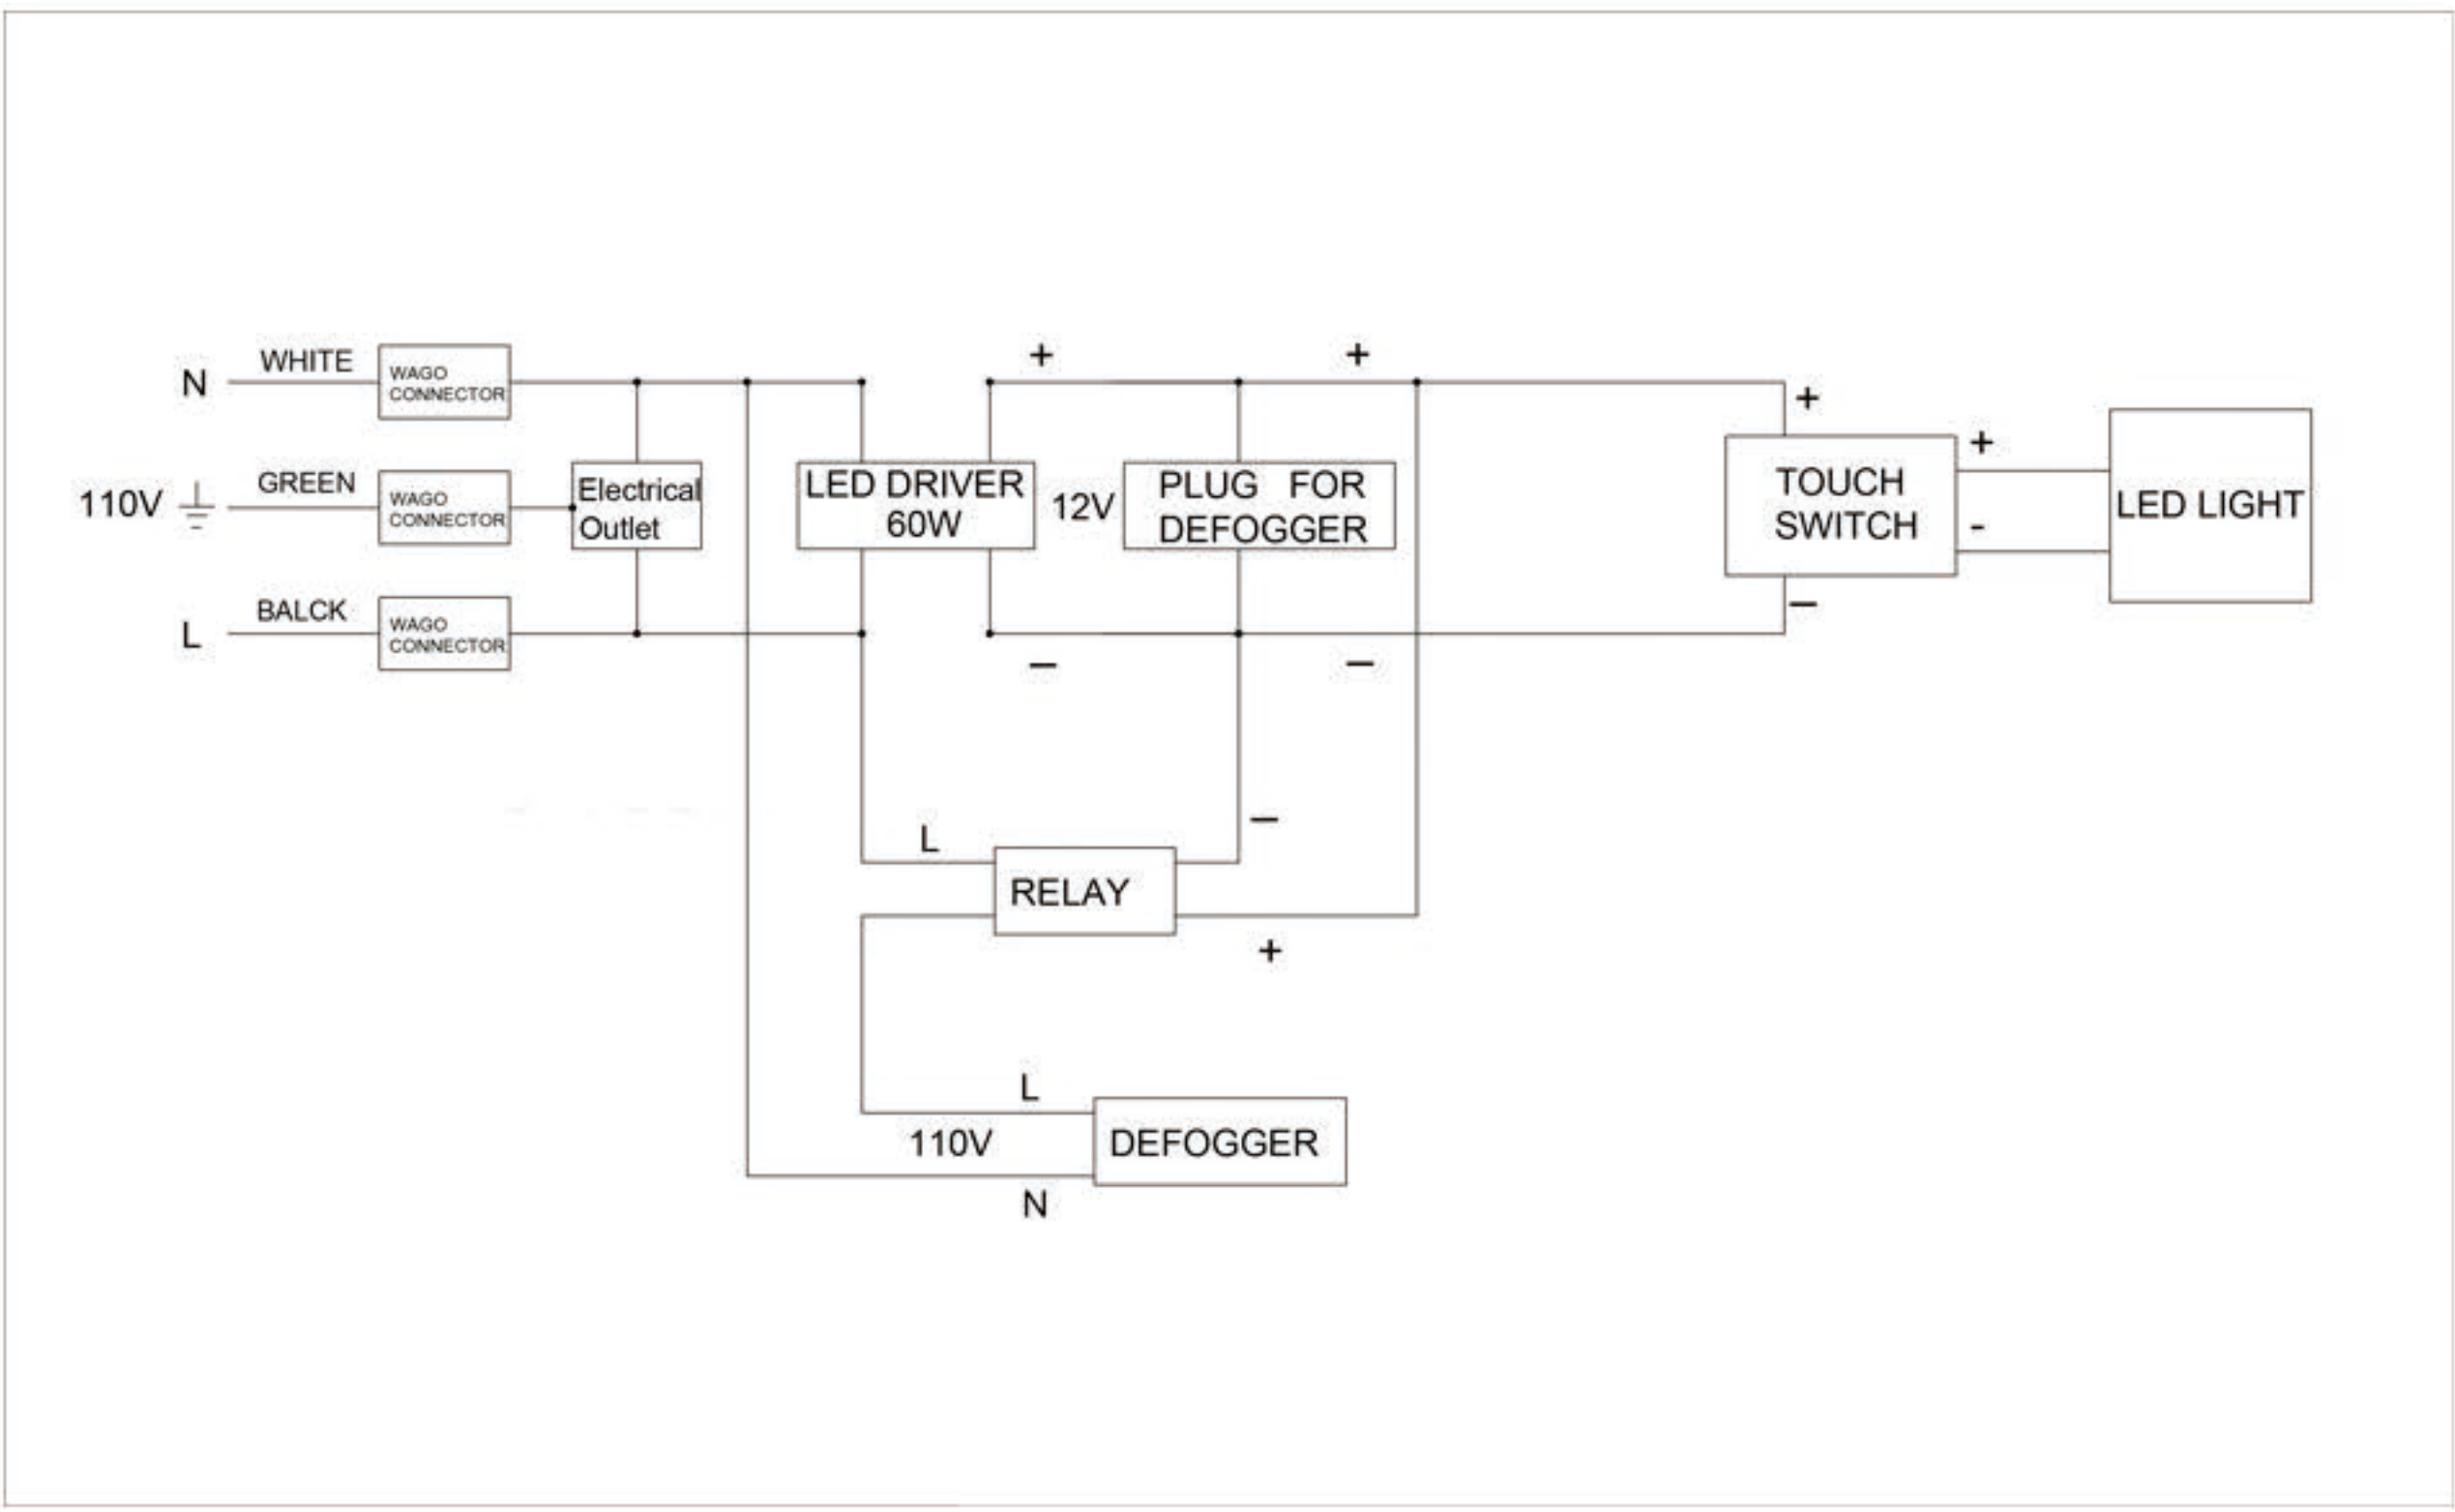 + +
WHITE
N
WAGO
CONNECTOR
+
+
GREEN
110V
WAGO
CONNECTOR
Electrical
Outlet
LED DRIVER
60W
12V
PLUG FOR
DEFOGGER
TOUCH
SWITCH
-
LED LIGHT
BALCK
L
WAGO
CONNECTOR
–
– –
L
–
RELAY
+
L
110V
DEFOGGER
N